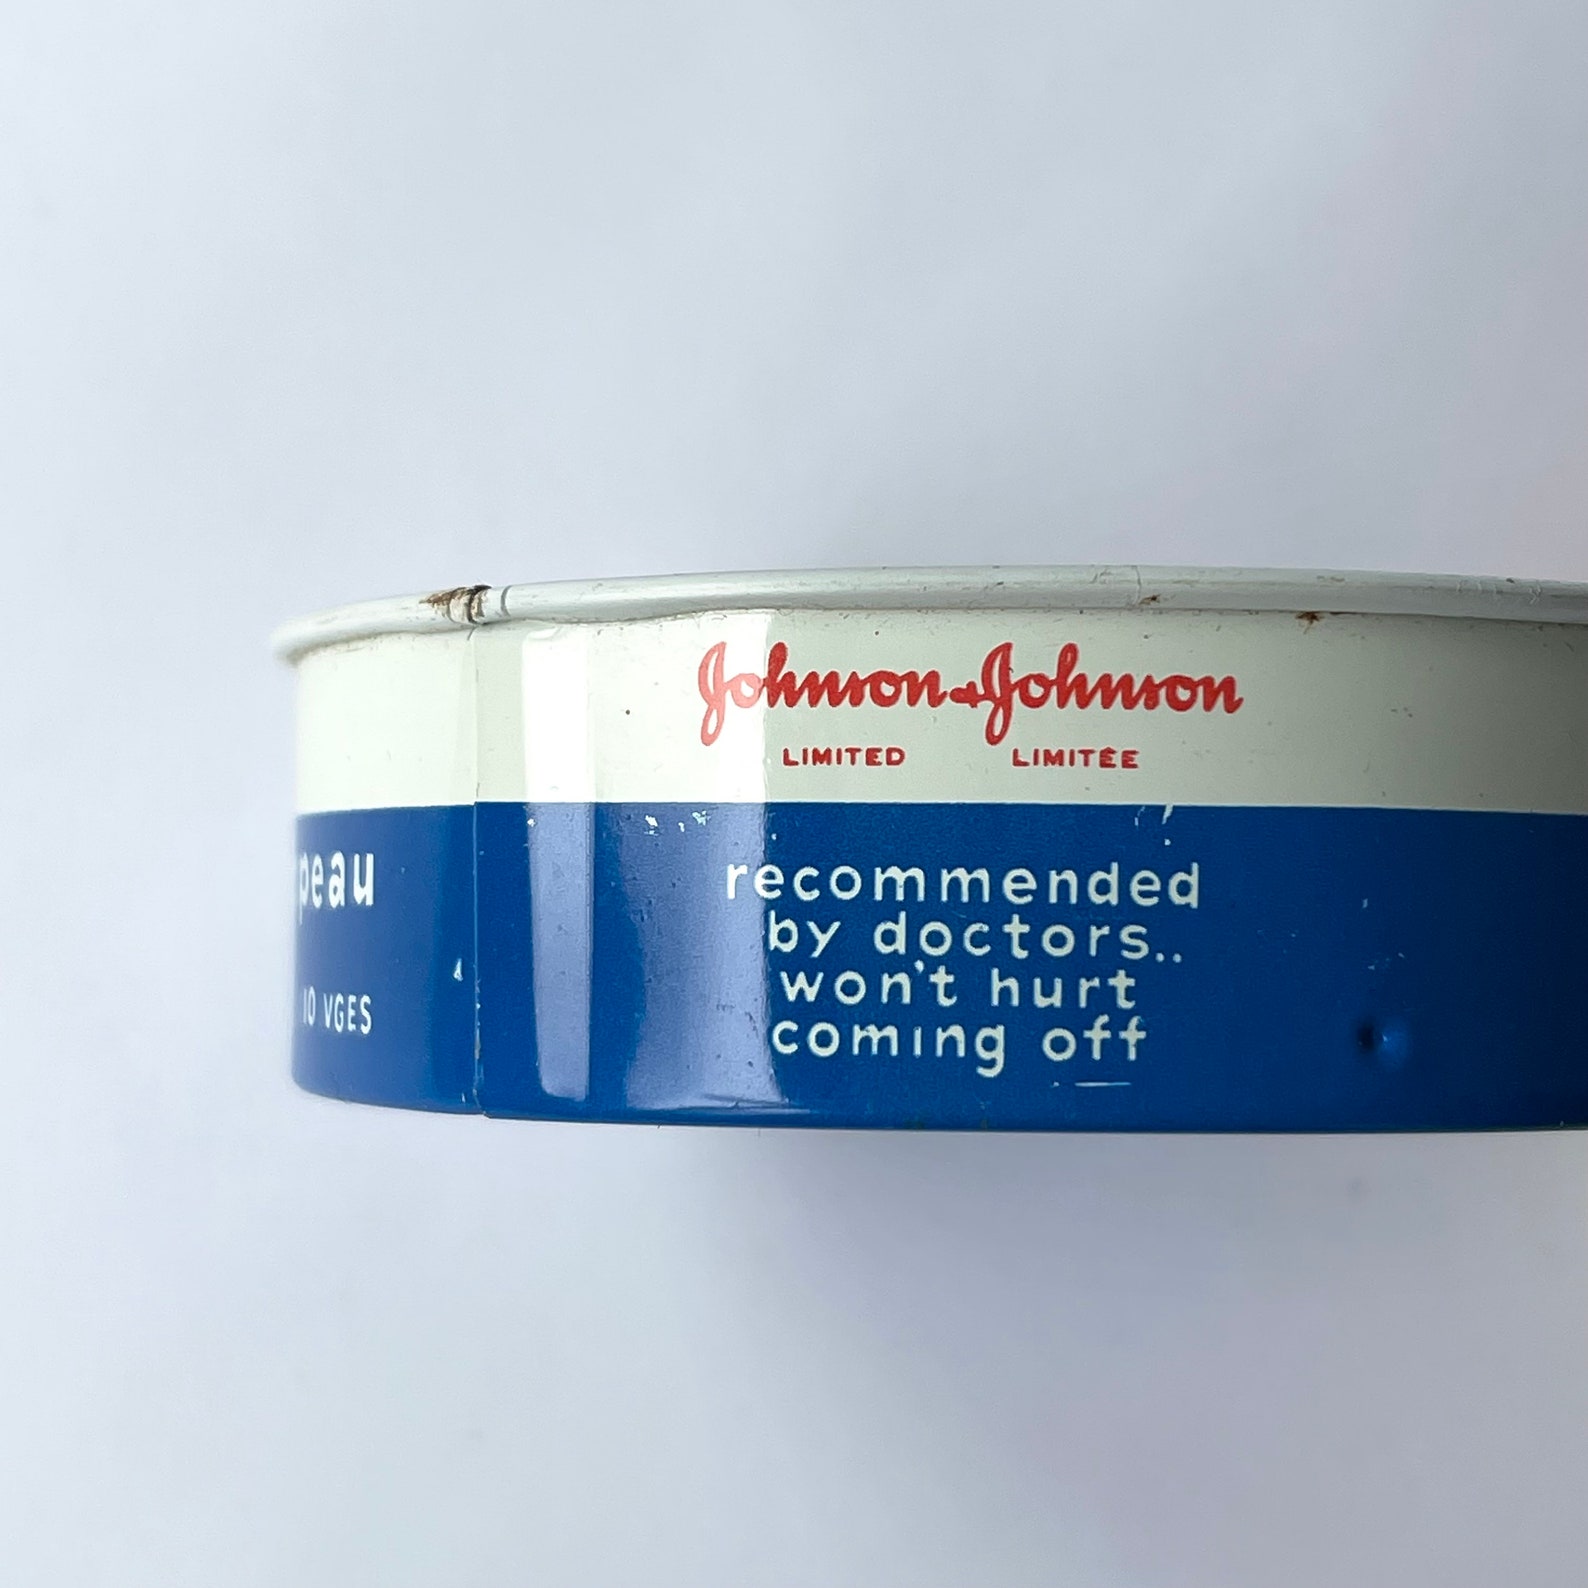 Johnson & Johnson
LIMITED LIMITÉE
peau
10 VGES
recommended
by doctors..
won't hurt
coming off